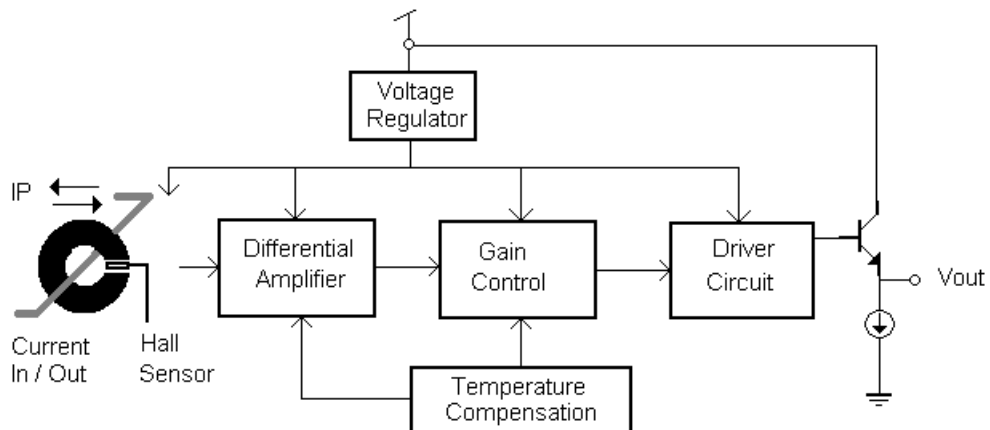 Voltage
Regulator
IP
Differential
Amplifier
Gain
Control
Driver
Circuit
Vout
Current
In / Out
Hall
Sensor
Temperature
Compensation